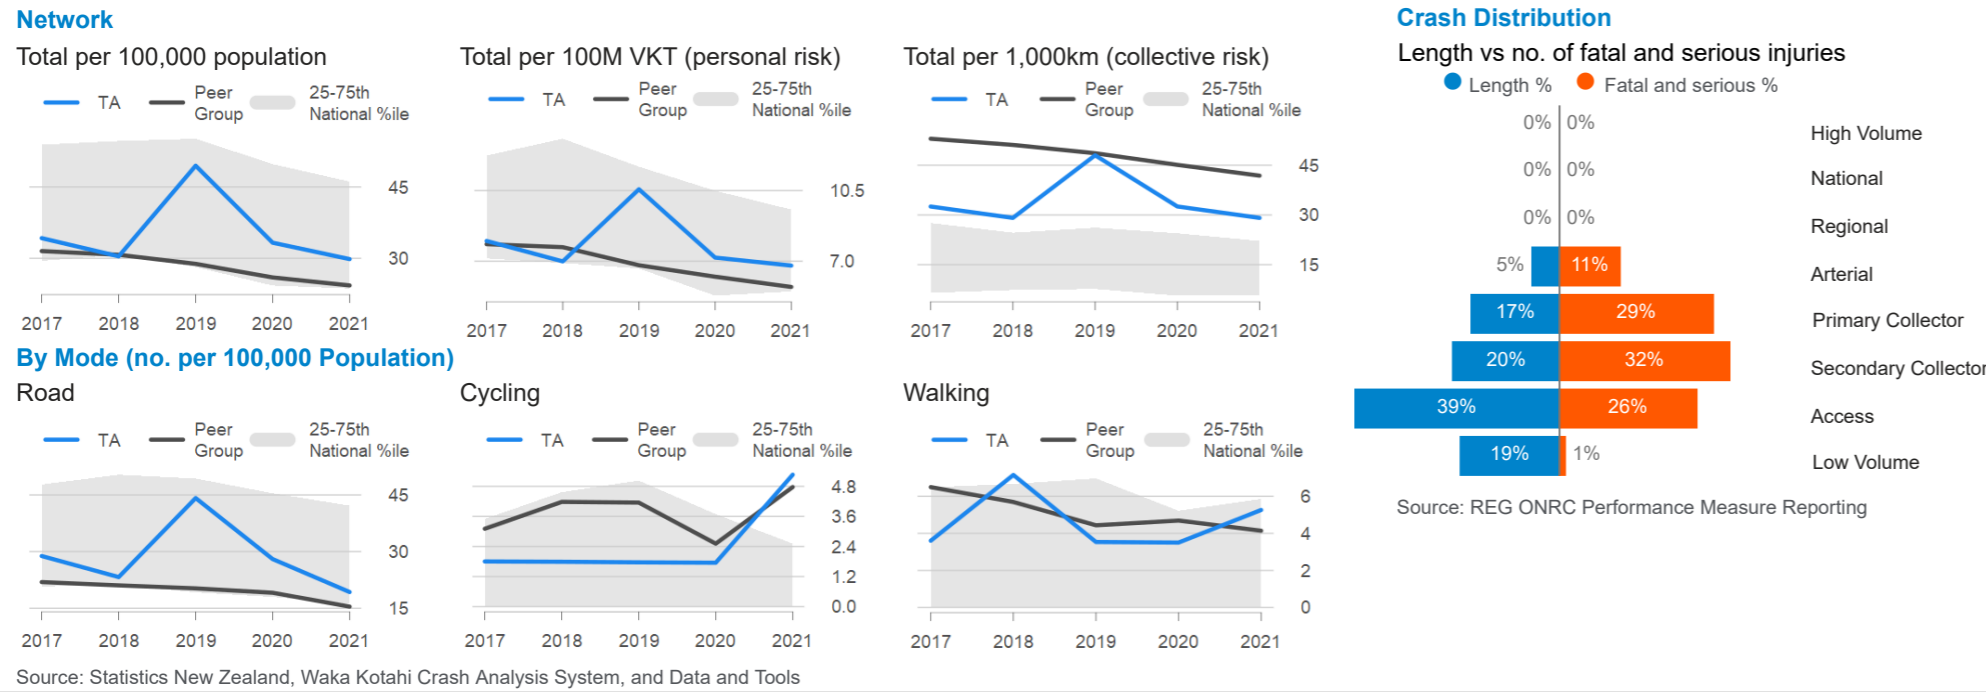 Network
Total per 100,000 population
TA
Peer
Group
25-75th
National %ile
45
30
2017 2018 2019 2020 2021
Total per 100M VKT (personal risk)
TA
Peer
Group
25-75th
National %ile
10.5
7.0
2017 2018 2019 2020 2021
Total per 1,000km (collective risk)
TA
Peer
Group
25-75th
National %ile
45
30
15
2017 2018 2019 2020 2021
By Mode (no. per 100,000 Population)
Road
TA
Peer
Group
25-75th
National %ile
45
30
15
2017 2018 2019 2020 2021
Cycling
TA
Peer
Group
25-75th
National %ile
4.8
3.6
2.4
1.2
0.0
2017 2018 2019 2020 2021
Walking
TA
Peer
Group
25-75th
National %ile
6
4
2
0
2017 2018 2019 2020 2021
Source: Statistics New Zealand, Waka Kotahi Crash Analysis System, and Data and Tools
Crash Distribution
Length vs no. of fatal and serious injuries
Length % Fatal and serious %
0% 0% High Volume
0% 0% National
0% 0% Regional
5% 11% Arterial
17% 29% Primary Collector
20% 32% Secondary Collector
39% 26% Access
19% 1% Low Volume
Source: REG ONRC Performance Measure Reporting